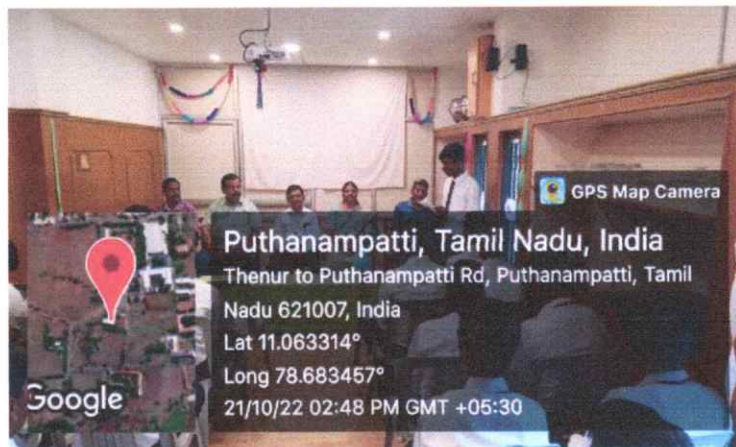 GPS Map Camera
Puthanampatti, Tamil Nadu, India
Thenur to Puthanampatti Rd, Puthanampatti, Tamil
Nadu 621007, India
Lat 11.063314°
Long 78.683457°
21/10/22 02:48 PM GMT +05:30
Google